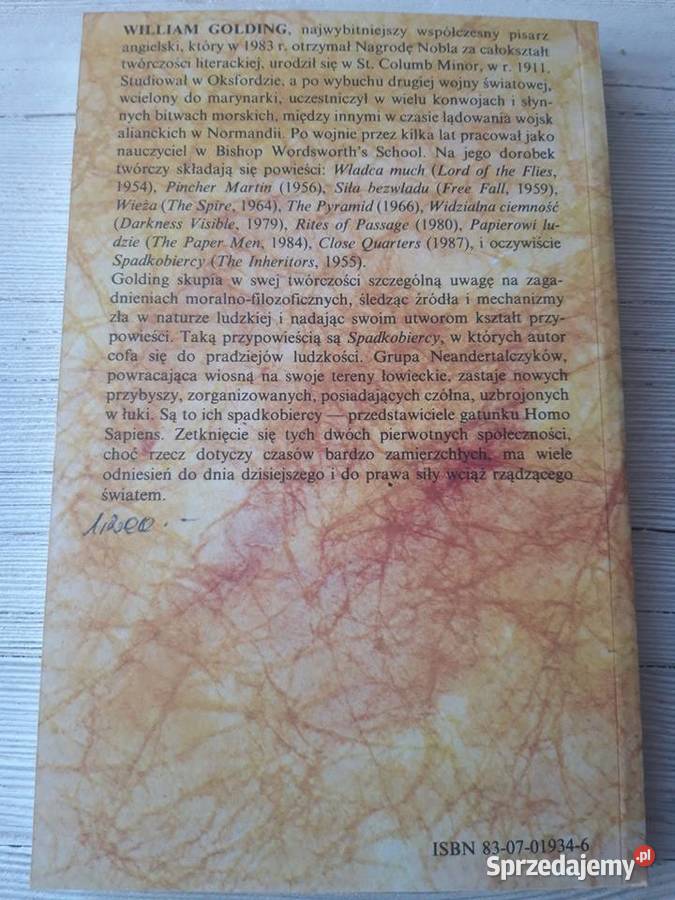 WILLIAM GOLDING, najwybitniejszy współczesny pisarz
angielski, który w 1983 r. otrzymał Nagrodę Nobla za całokształt
twórczości literackiej, urodził się w St. Columb Minor, w r. 1911.
Studiował w Oksfordzie, a po wybuchu drugiej wojny światowej,
wcielony do marynarki, uczestniczył w wielu konwojach i słyn-
nych bitwach morskich, między innymi w czasie lądowania wojsk
alianckich w Normandii. Po wojnie przez kilka lat pracował jako
nauczyciel w Bishop Wordsworth's School. Na jego dorobek
twórczy składają się powieści: Władca much (Lord of the Flies,
1954), Pincher Martin (1956), Siła bezwładu (Free Fall, 1959),
Wieża (The Spire, 1964), The Pyramid (1966), Widzialna ciemność
(Darkness Visible, 1979), Rites of Passage (1980), Papierowi lu-
dzie (The Paper Men, 1984), Close Quarters (1987), i oczywiście
Spadkobiercy (The Inheritors, 1955).
Golding skupia w swej twórczości szczególną uwagę na zaga-
dnieniach moralno-filozoficznych, śledząc źródła i mechanizmy
zła w naturze ludzkiej i nadając swoim utworom kształt przy-
powieści. Taką przypowieścią są Spadkobiercy, w których autor
cofa się do pradziejów ludzkości. Grupa Neandertalczyków,
powracająca wiosną na swoje tereny łowieckie, zastaje nowych
przybyszy, zorganizowanych, posiadających czółna, uzbrojonych
w łuki. Są to ich spadkobiercy — przedstawiciele gatunku Homo
Sapiens. Zetknięcie się tych dwóch pierwotnych społeczności,
choć rzecz dotyczy czasów bardzo zamierzchłych, ma wiele
odniesień do dnia dzisiejszego i do prawa siły wciąż rządzącego
światem.
ISBN 83-07-01934-6
Sprzedajemy.pl